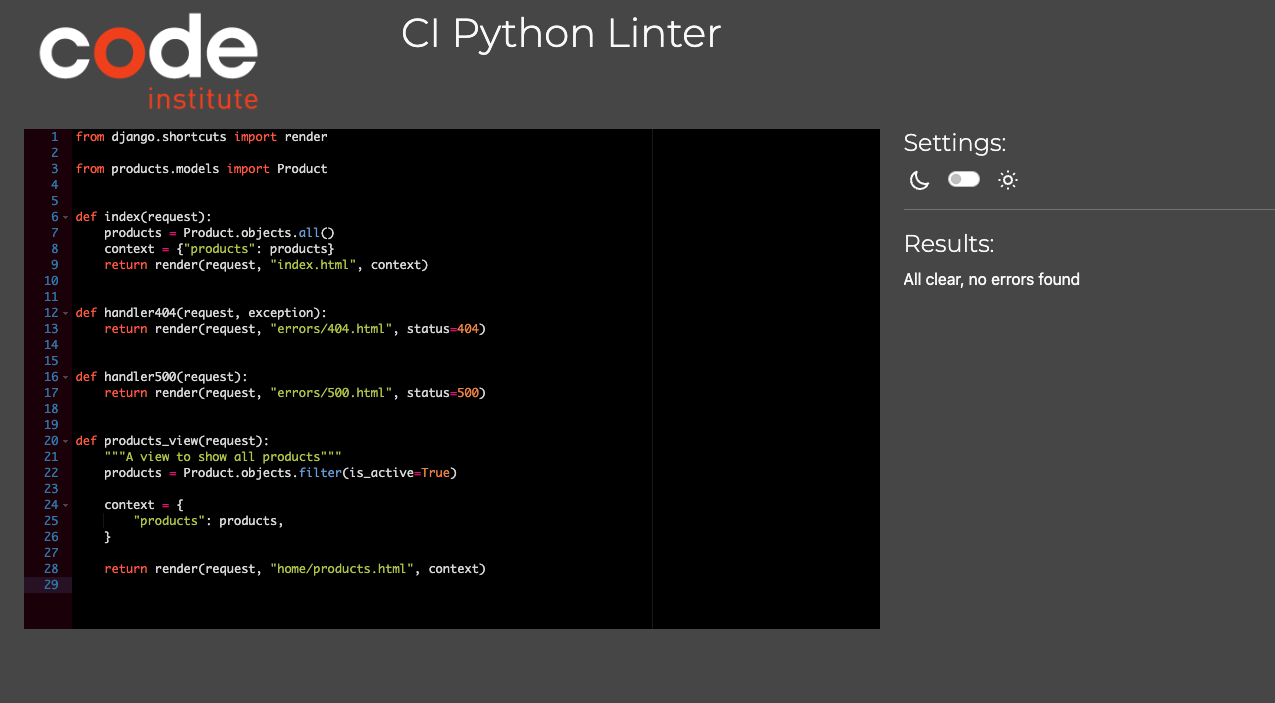 code
institute
CI Python Linter
1 from django.shortcuts import render
2
3 from products.models import Product
4
5
6 def index(request):
7     products = Product.objects.all()
8     context = {"products": products}
9     return render(request, "index.html", context)
10
11
12 def handler404(request, exception):
13     return render(request, "errors/404.html", status=404)
14
15
16 def handler500(request):
17     return render(request, "errors/500.html", status=500)
18
19
20 def products_view(request):
21     """A view to show all products"""
22     products = Product.objects.filter(is_active=True)
23
24     context = {
25         "products": products,
26     }
27
28     return render(request, "home/products.html", context)
29
Settings:
Results:
All clear, no errors found